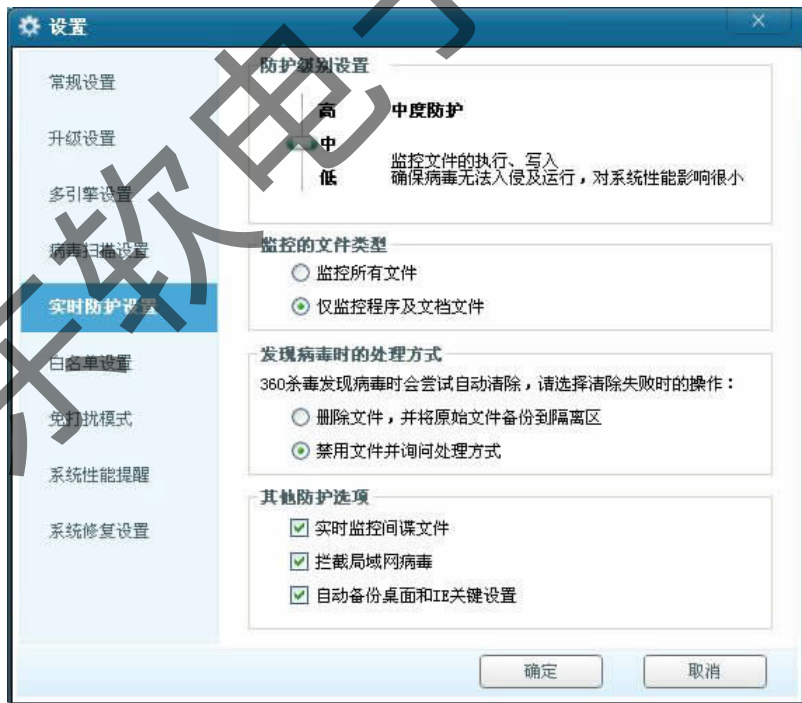 设置
常规设置
升级设置
多引擎设置
病毒扫描设置
实时防护设置
白名单设置
免打扰模式
系统性能提醒
系统修复设置
防护级别设置
高
中
低
中度防护
监控文件的执行、写入
确保病毒无法入侵及运行，对系统性能影响很小
监控的文件类型
监控所有文件
仅监控程序及文档文件
发现病毒时的处理方式
360杀毒发现病毒时会尝试自动清除，请选择清除失败时的操作：
删除文件，并将原始文件备份到隔离区
禁用文件并询问处理方式
其他防护选项
实时监控间谍文件
拦截局域网病毒
自动备份桌面和IE关键设置
确定
取消
软电